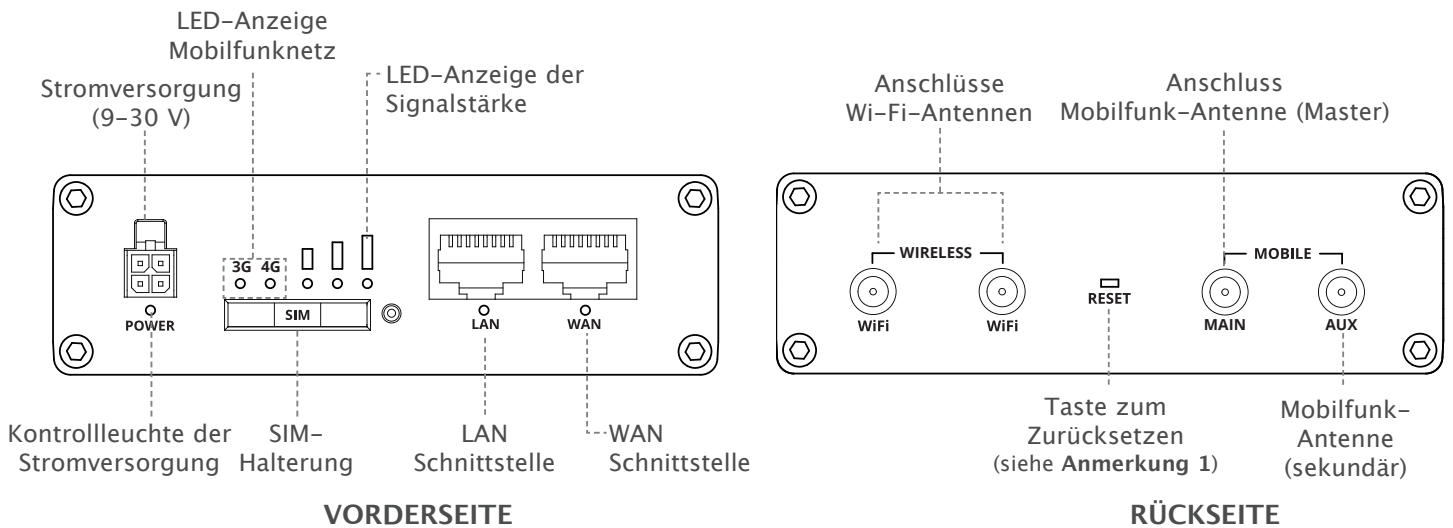 LED-Anzeige
Mobilfunknetz
Stromversorgung
(9-30 V)
LED-Anzeige der
Signalstärke
3G 4G
POWER
SIM
LAN
WAN
Kontrollleuchte der
Stromversorgung
SIM-
Halterung
LAN
Schnittstelle
WAN
Schnittstelle
VORDERSEITE
Anschlüsse
Wi-Fi-Antennen
Anschluss
Mobilfunk-Antenne (Master)
WIRELESS
MOBILE
WiFi
WiFi
RESET
MAIN
AUX
Taste zum
Zurücksetzen
(siehe Anmerkung 1)
Mobilfunk-
Antenne
(sekundär)
RÜCKSEITE